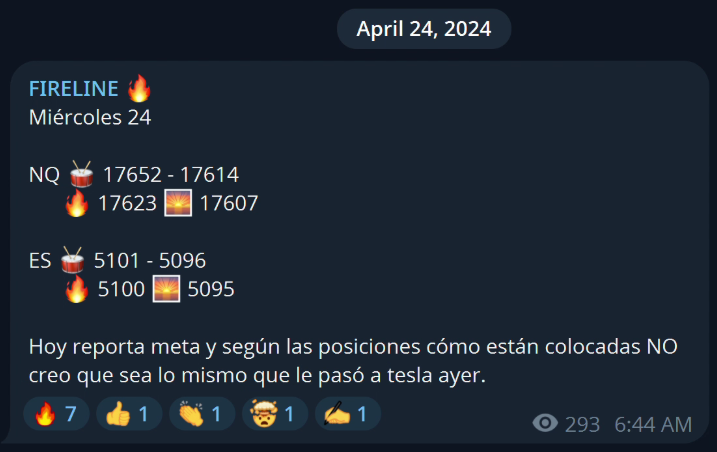 April 24, 2024
FIRELINE 🔥
Miércoles 24
NQ 🥁 17652 - 17614
🔥 17623 🌅 17607
ES 🥁 5101 - 5096
🔥 5100 🌅 5095
Hoy reporta meta y según las posiciones cómo están colocadas NO
creo que sea lo mismo que le pasó a tesla ayer.
🔥 7 👍 1 👏 1 🤯 1 ✍️ 1 293 6:44 AM